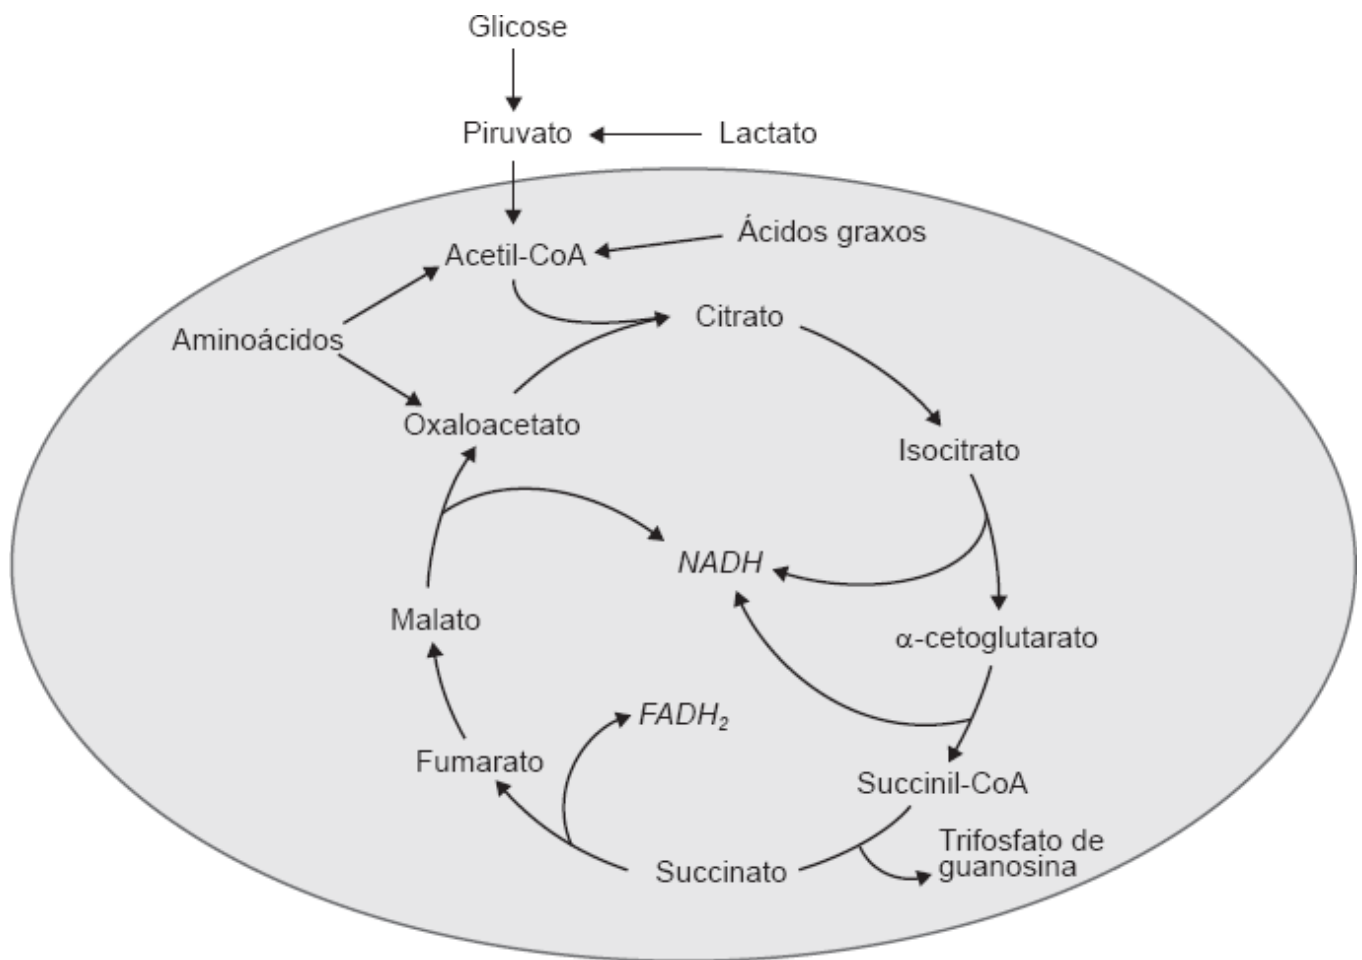 Glicose
Piruvato
Lactato
Ácidos graxos
Acetil-CoA
Citrato
Aminoácidos
Oxaloacetato
Isocitrato
NADH
Malato
α-cetoglutarato
FADH₂
Fumarato
Succinil-CoA
Trifosfato de
guanosina
Succinato